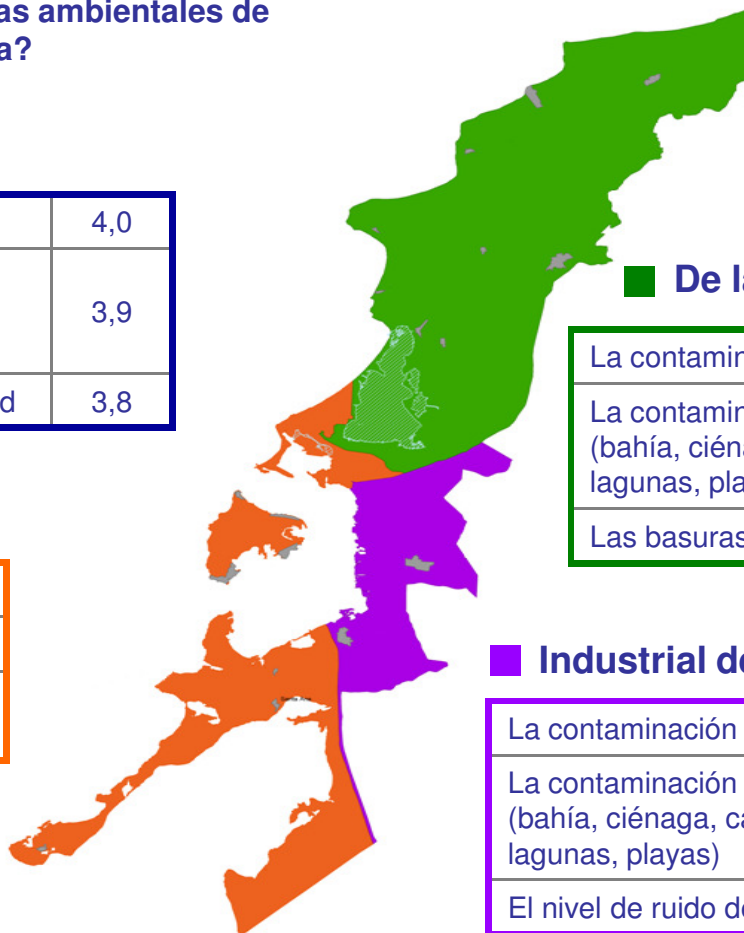 as ambientales de
a?
4,0
3,9
d 3,8
De la
La contamin
La contamin
(bahía, ciéna
lagunas, pla
Las basuras
Industrial de
La contaminación
La contaminación
(bahía, ciénaga, ca
lagunas, playas)
El nivel de ruido de